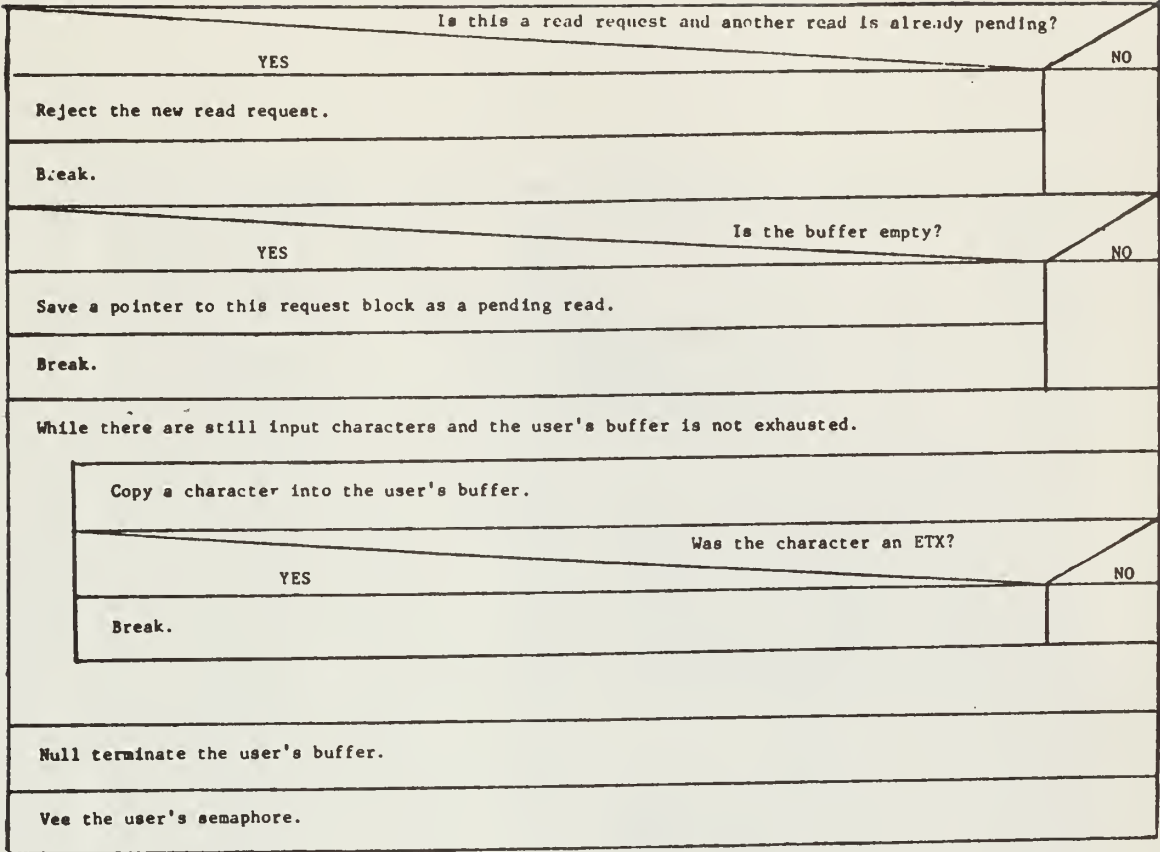 Is this a read request and another read is already pending?
YES
NO
Reject the new read request.
Break.
Is the buffer empty?
YES
NO
Save a pointer to this request block as a pending read.
Break.
While there are still input characters and the user's buffer is not exhausted.
Copy a character into the user's buffer.
Was the character an ETX?
YES
NO
Break.
Null terminate the user's buffer.
Vee the user's semaphore.